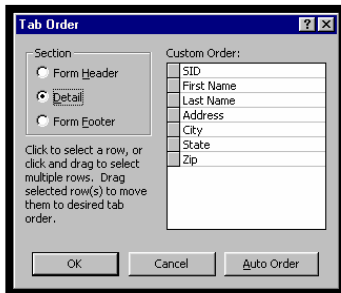 Tab Order
Section
Form Header
Detail
Form Footer
Click to select a row, or
click and drag to select
multiple rows. Drag
selected row(s) to move
them to desired tab
order.
Custom Order:
SID
First Name
Last Name
Address
City
State
Zip
OK
Cancel
Auto Order